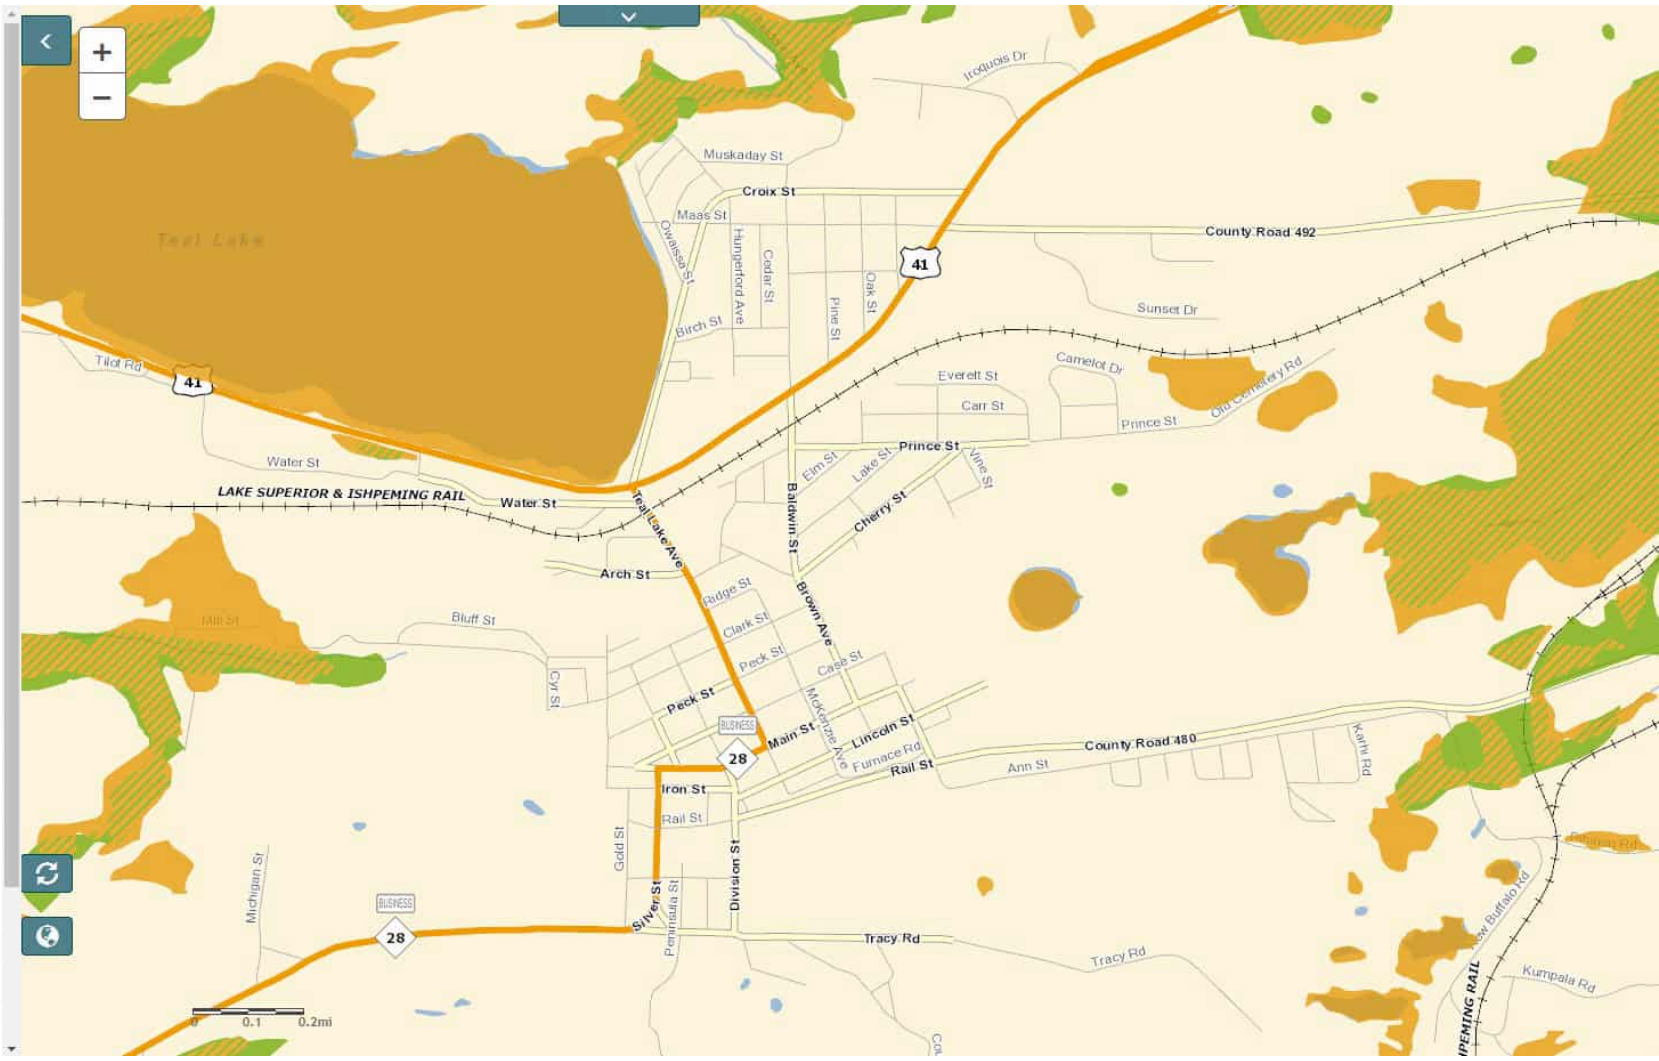 Iroquois Dr
Muskaday St
Croix St
Maas St
County Road 492
Teal Lake
Owaissa St
Hungerford Ave
Cedar St
41
Oak St
Pine St
Sunset Dr
Birch St
Tilot Rd
41
Camelot Dr
Everett St
Old Cemetery Rd
Carr St
Prince St
Prince St
Water St
Elm St
Lake St
Vine St
LAKE SUPERIOR & ISHPEMING RAIL
Water St
Teal Lake Ave
Baldwin St
Cherry St
Arch St
Ridge St
Brown Ave
Mill St
Bluff St
Clark St
Peck St
Case St
Cyr St
Peck St
McKenzie Ave
BUSINESS
28
Main St
Lincoln St
Furnace Rd
Rail St
County Road 480
Karhi Rd
Ann St
Iron St
Rail St
Gold St
Division St
Michigan St
Silver St
Peninsula St
BUSINESS
28
Tracy Rd
Tracy Rd
Buffalo Rd
Kumpala Rd
PEMING RAIL
0 0.1 0.2mi
Cou